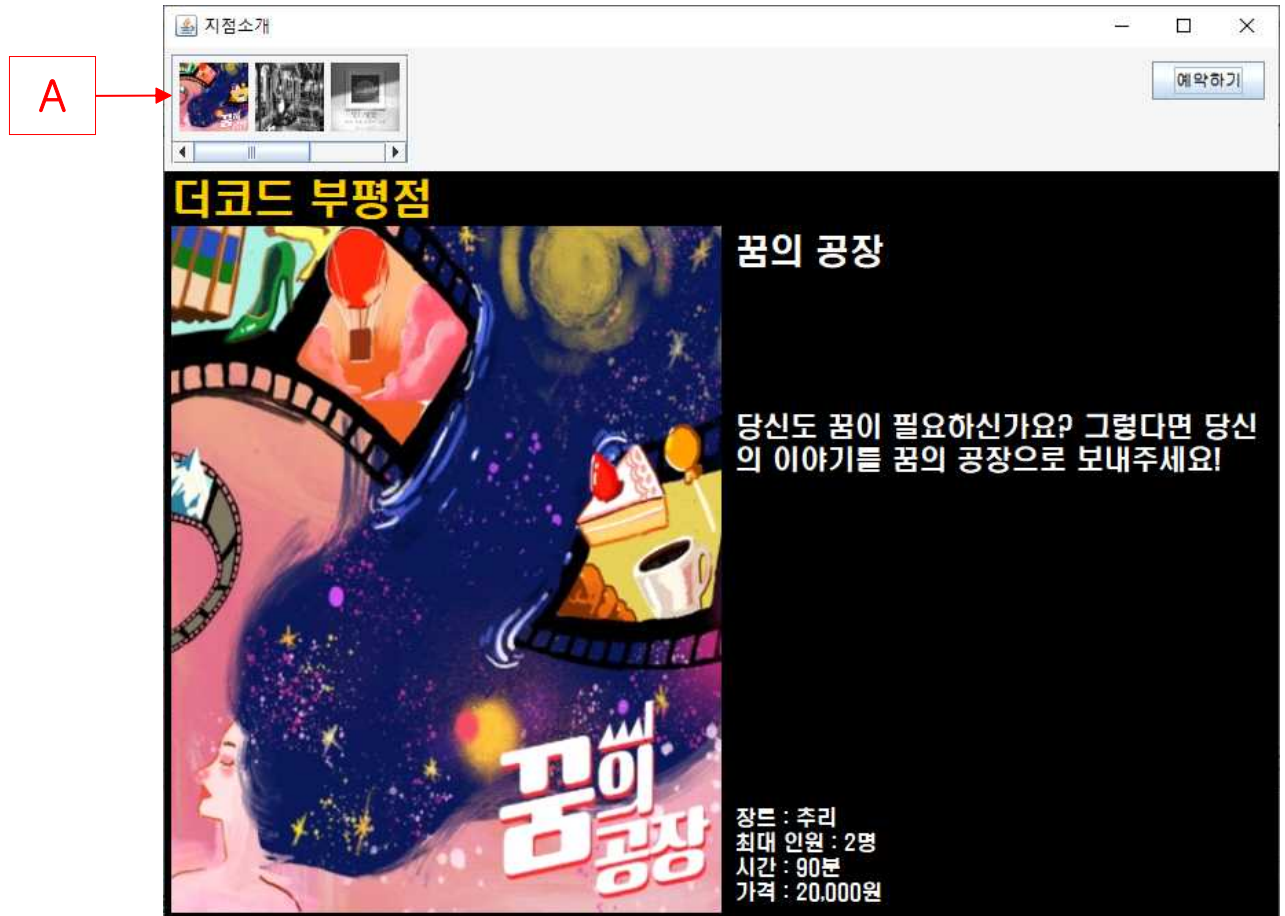 지점소개
A
예약하기
더코드 부평점
꿈의 공장
당신도 꿈이 필요하신가요? 그렇다면 당신
의 이야기를 꿈의 공장으로 보내주세요!
꿈의
공장
장르 : 추리
최대 인원 : 2명
시간 : 90분
가격 : 20,000원